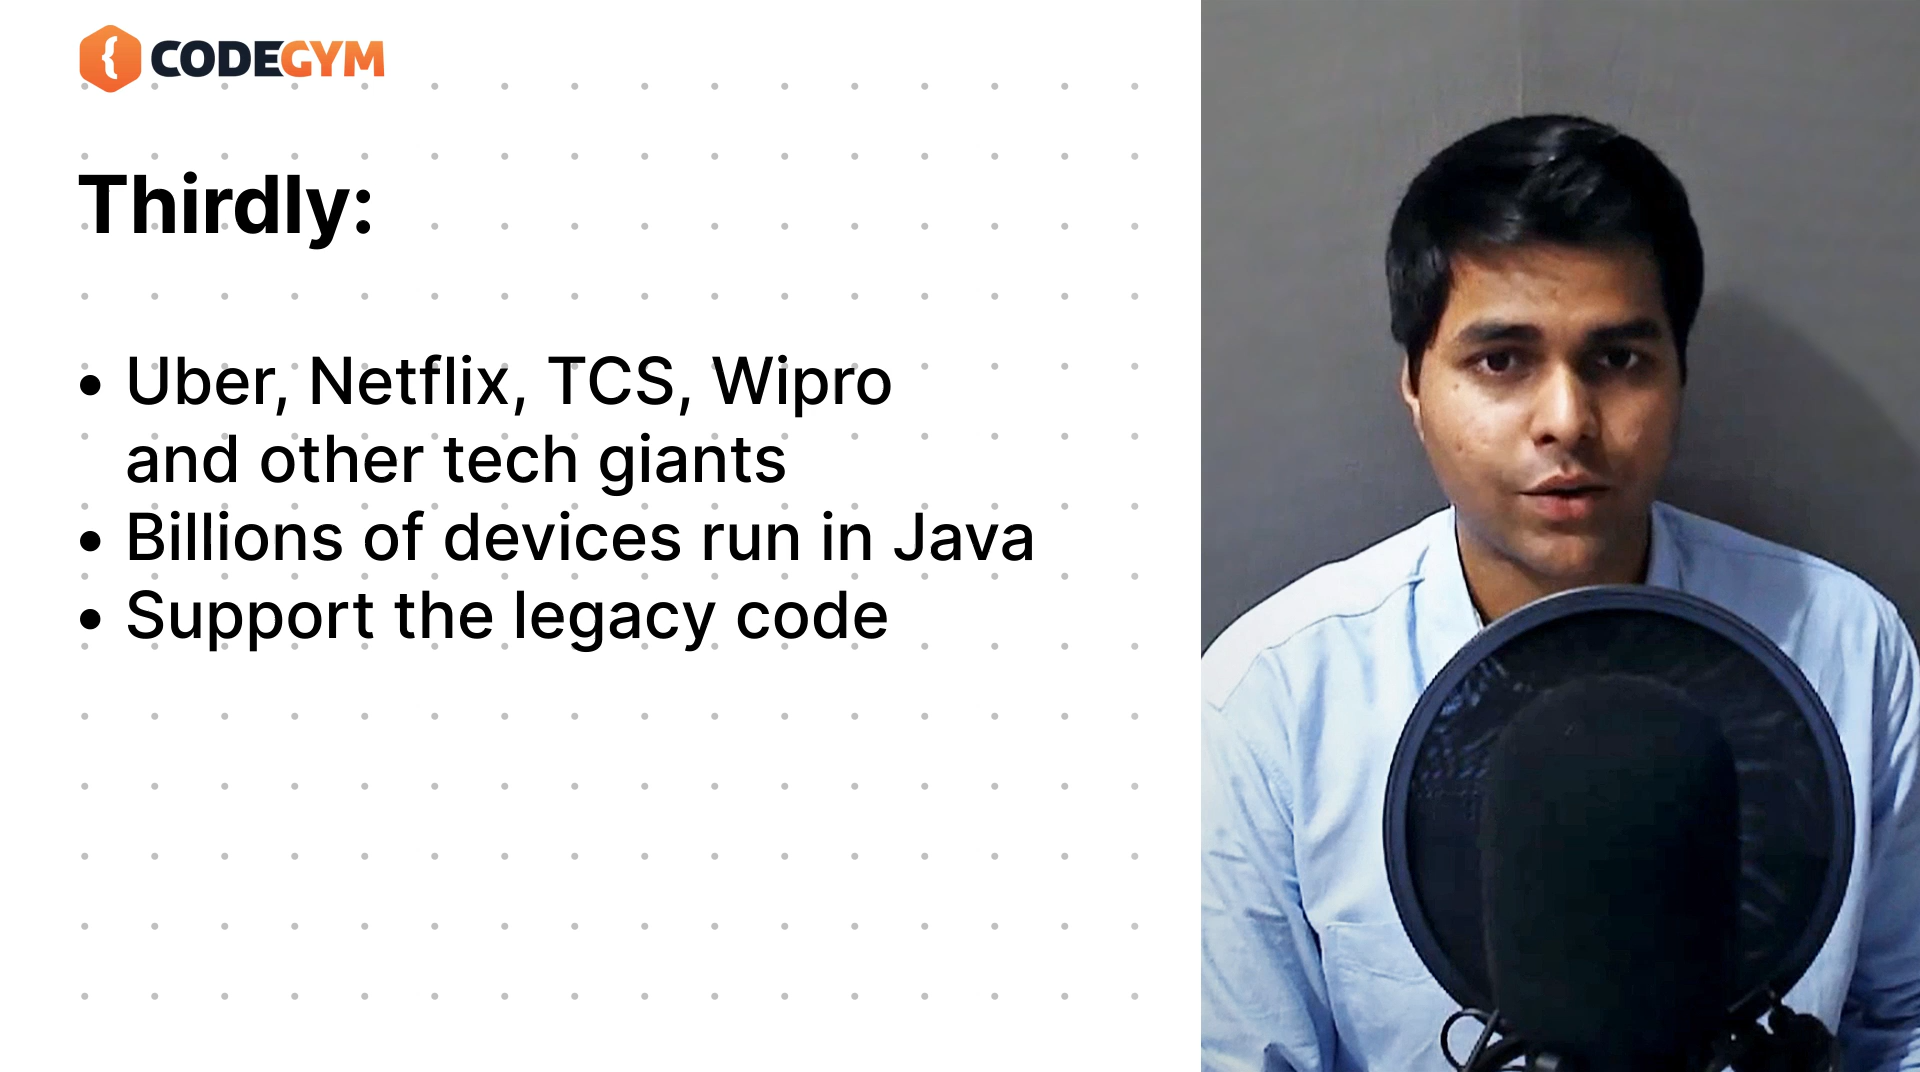 CODEGYM
Thirdly:
• Uber, Netflix, TCS, Wipro
and other tech giants
• Billions of devices run in Java
• Support the legacy code